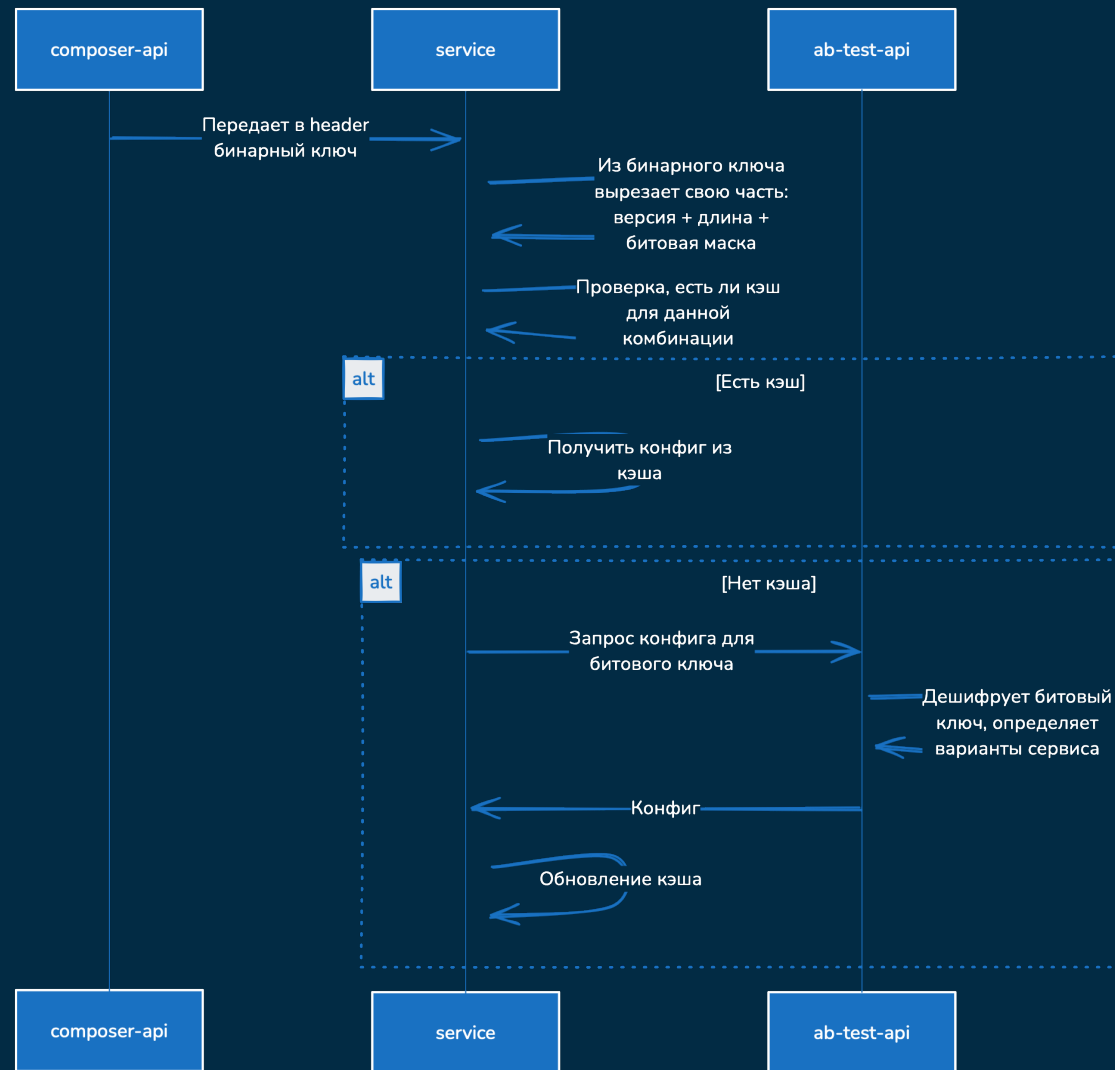 composer-api
service
ab-test-api
Передает в header
бинарный ключ
Из бинарного ключа
вырезает свою часть:
версия + длина +
битовая маска
Проверка, есть ли кэш
для данной
комбинации
alt
[Есть кэш]
Получить конфиг из
кэша
alt
[Нет кэша]
Запрос конфига для
битового ключа
Дешифрует битовый
ключ, определяет
варианты сервиса
Конфиг
Обновление кэша
composer-api
service
ab-test-api